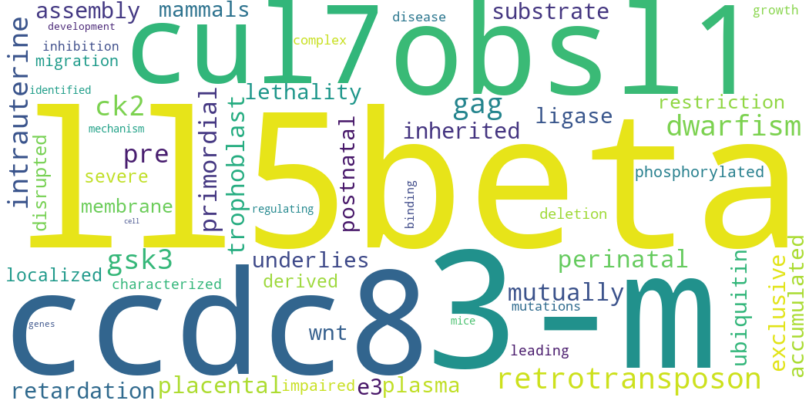 assembly mammals disease substrate growth
development
cul7 obsl1
inhibition complex
migration
intrauterine
identified lethality
ck2 gag restriction
mechanism inherited ligase dwarfism
primordial trophoblast postnatal
disrupted pre
ll5beta
severe phosphorylated
membrane regulating binding deletion
cell
gsk3 underlies perinatal
localized derived
characterized
ccdc8 3-m
mutually
mutations
genes wnt mice
leading
ubiquitin exclusive accumulated
retardation placental impaired e3 plasma retrotransposon